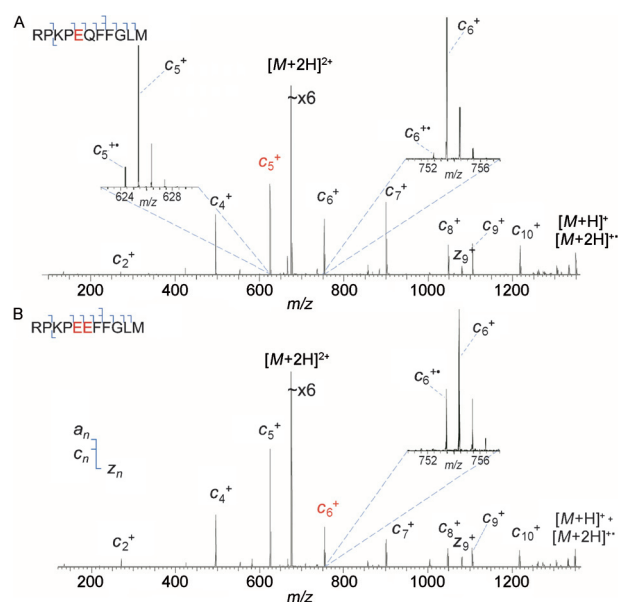 A
RPKPEQFFGLM
c₅⁺
c₅⁺•
624 628
m/z
[M+2H]²⁺
~x6
c₆⁺
c₆⁺•
752 756
m/z
c₂⁺ c₄⁺ c₅⁺ c₆⁺ c₇⁺ c₈⁺ z₉⁺ c₉⁺ c₁₀⁺
[M+H]⁺
[M+2H]⁺•
200 400 600 800 1000 1200
m/z
B
RPKPEEFFGLM
[M+2H]²⁺
~x6
c₆⁺
c₆⁺•
752 756
m/z
aₙ
cₙ
zₙ
c₂⁺ c₄⁺ c₅⁺ c₆⁺ c₇⁺ c₈⁺ z₉⁺ c₉⁺ c₁₀⁺
[M+H]⁺ ⁺
[M+2H]⁺•
200 400 600 800 1000 1200
m/z